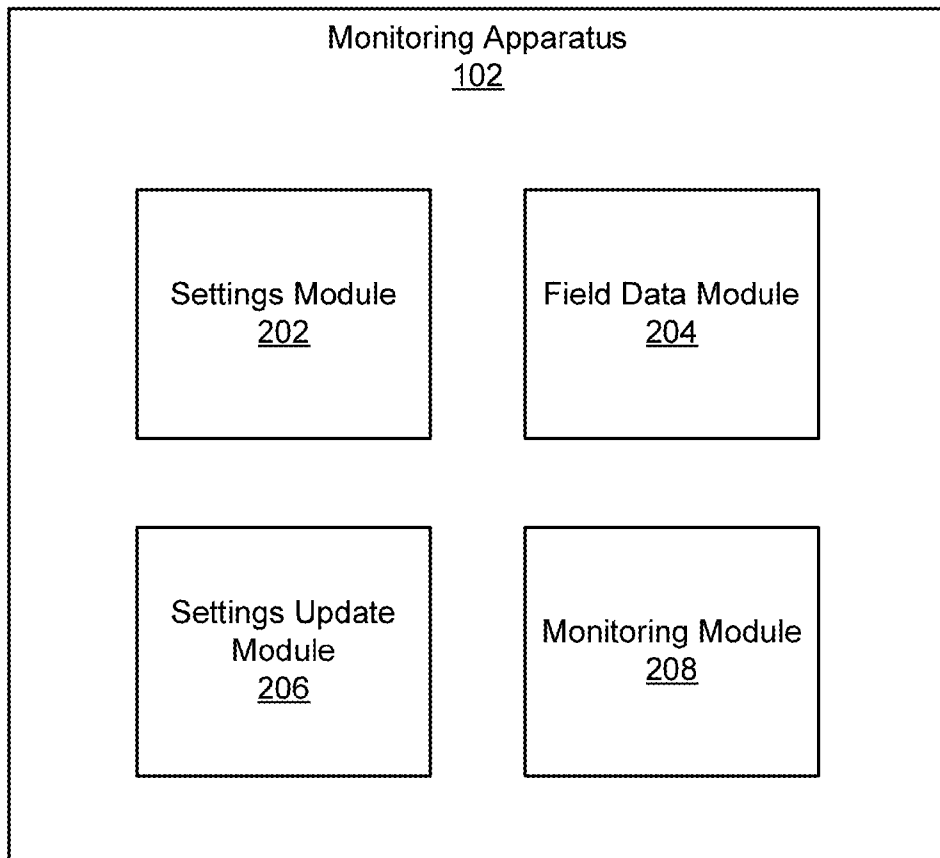 Monitoring Apparatus
102
Settings Module
202
Field Data Module
204
Settings Update
Module
206
Monitoring Module
208